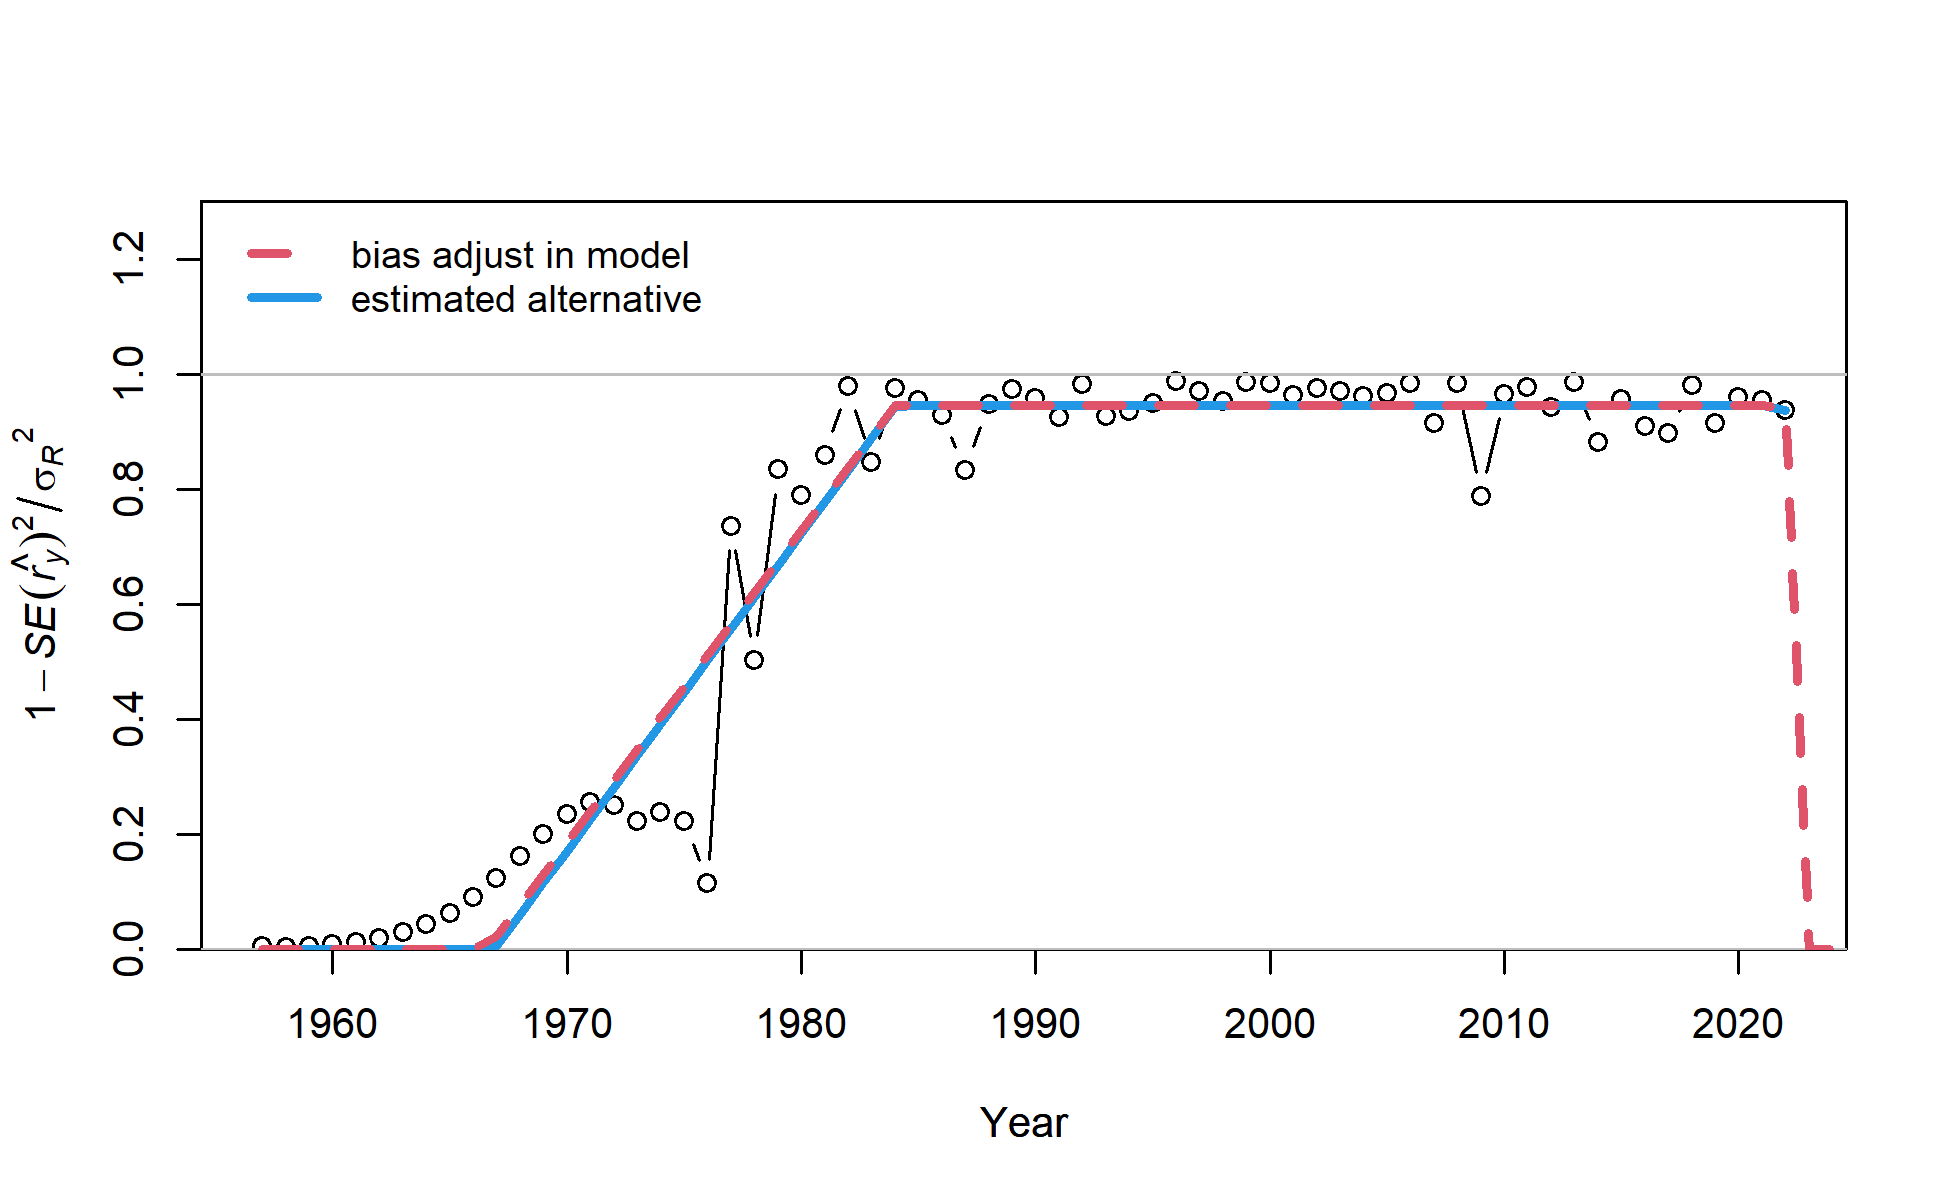 bias adjust in model
estimated alternative
1 − SE(r̂y)²/σR²
0.0 0.2 0.4 0.6 0.8 1.0 1.2
1960 1970 1980 1990 2000 2010 2020
Year